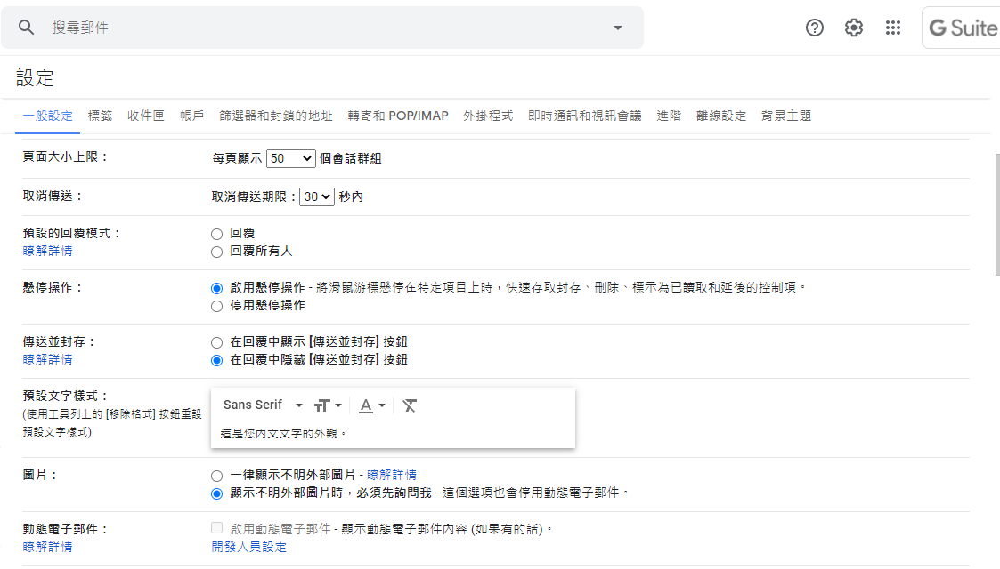 搜尋郵件
G Suite
設定
一般設定 標籤 收件匣 帳戶 篩選器和封鎖的地址 轉寄和 POP/IMAP 外掛程式 即時通訊和視訊會議 進階 離線設定 背景主題
頁面大小上限： 每頁顯示 50 個會話群組
取消傳送： 取消傳送期限：30 秒內
預設的回覆模式： 回覆
瞭解詳情 回覆所有人
懸停操作： 啟用懸停操作 - 將滑鼠游標懸停在特定項目上時，快速存取封存、刪除、標示為已讀取和延後的控制項。
停用懸停操作
傳送並封存： 在回覆中顯示 [傳送並封存] 按鈕
瞭解詳情 在回覆中隱藏 [傳送並封存] 按鈕
預設文字樣式： Sans Serif
(使用工具列上的 [移除格式] 按鈕重設
預設文字樣式) 這是您內文文字的外觀。
圖片： 一律顯示不明外部圖片 - 瞭解詳情
顯示不明外部圖片時，必須先詢問我 - 這個選項也會停用動態電子郵件。
動態電子郵件： 啟用動態電子郵件 - 顯示動態電子郵件內容 (如果有的話)。
瞭解詳情 開發人員設定